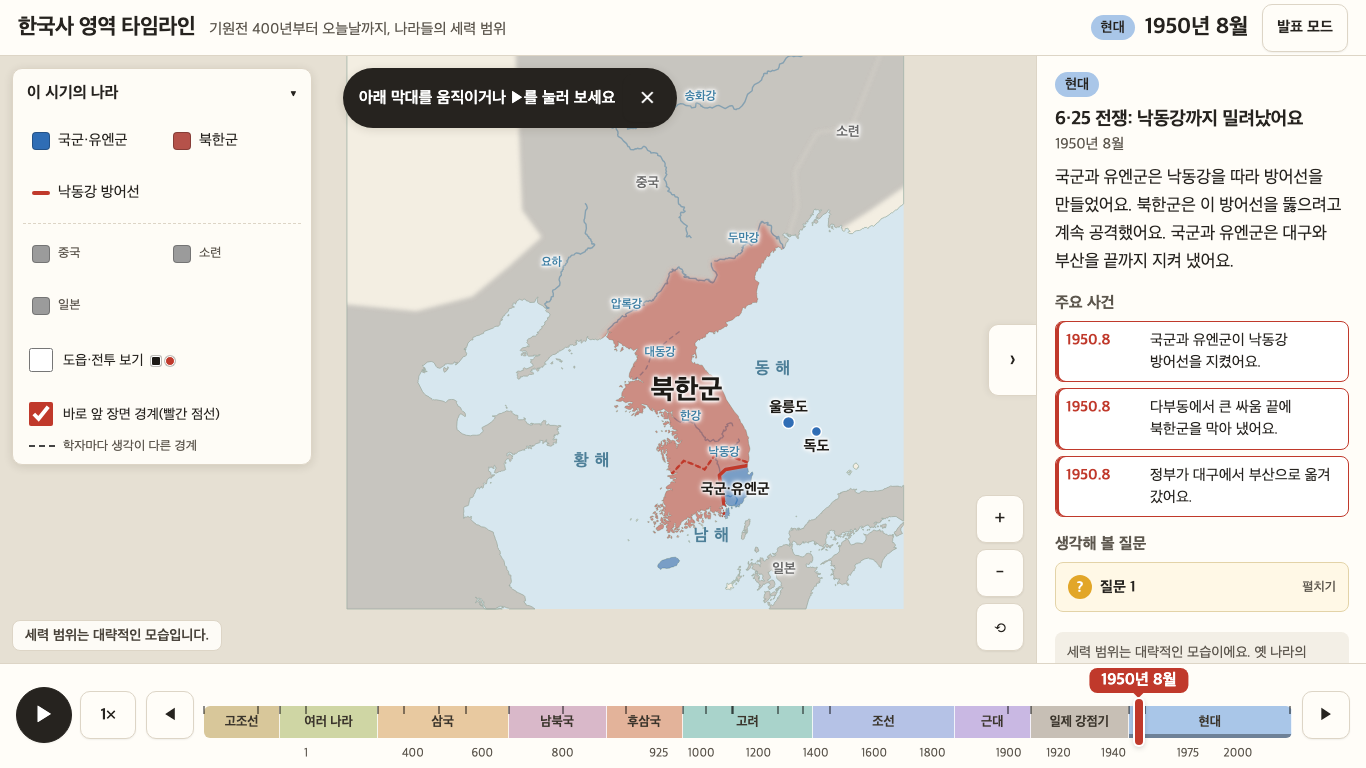 한국사 영역 타임라인
기원전 400년부터 오늘날까지, 나라들의 세력 범위
현대
1950년 8월
발표 모드
이 시기의 나라
▼
국군·유엔군
북한군
낙동강 방어선
중국
소련
일본
도읍·전투 보기
바로 앞 장면 경계(빨간 점선)
학자마다 생각이 다른 경계
세력 범위는 대략적인 모습입니다.
아래 막대를 움직이거나 ▶를 눌러 보세요 ✕
송화강
소련
중국
두만강
요하
압록강
대동강
동 해
북한군
울릉도
한강
독도
낙동강
황 해
국군·유엔군
남 해
일본
›
+
−
⟲
현대
6·25 전쟁: 낙동강까지 밀려났어요
1950년 8월
국군과 유엔군은 낙동강을 따라 방어선을
만들었어요. 북한군은 이 방어선을 뚫으려고
계속 공격했어요. 국군과 유엔군은 대구와
부산을 끝까지 지켜 냈어요.
주요 사건
1950.8
국군과 유엔군이 낙동강
방어선을 지켰어요.
1950.8
다부동에서 큰 싸움 끝에
북한군을 막아 냈어요.
1950.8
정부가 대구에서 부산으로 옮겨
갔어요.
생각해 볼 질문
? 질문 1
펼치기
세력 범위는 대략적인 모습이에요. 옛 나라의
1950년 8월
1×
고조선
여러 나라
삼국
남북국
후삼국
고려
조선
근대
일제 강점기
현대
1
400
600
800
925
1000
1200
1400
1600
1800
1900
1920
1940
1975
2000